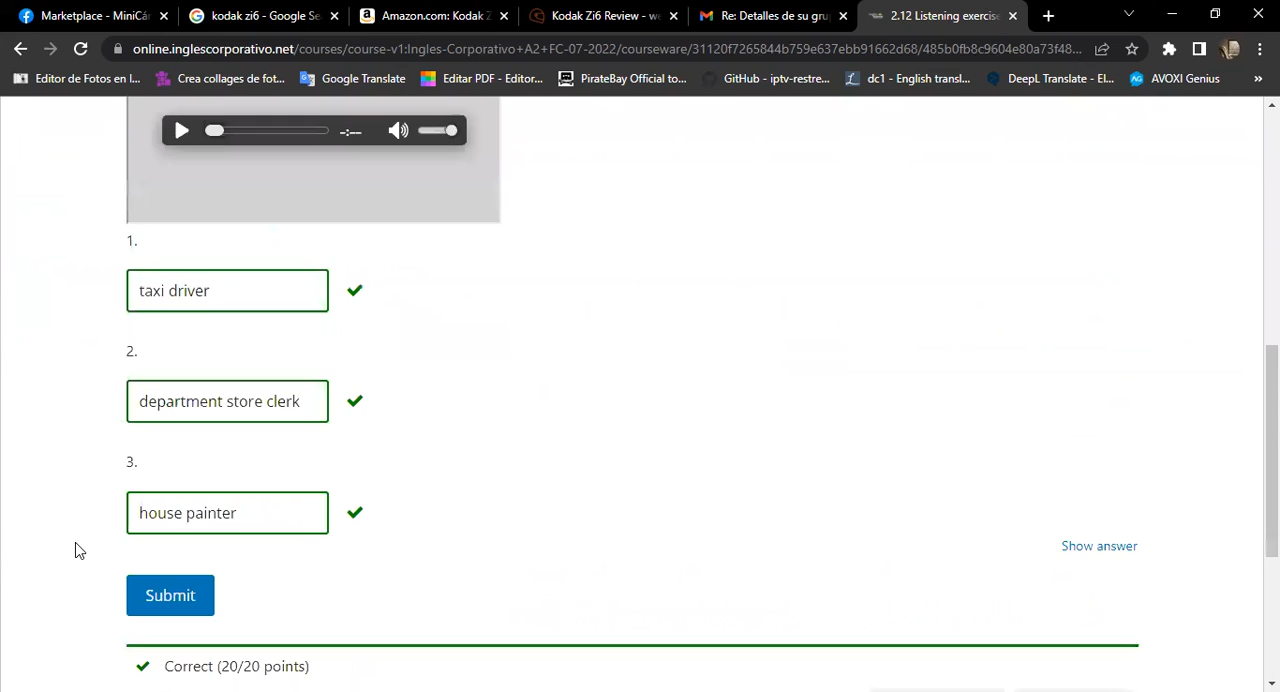 Marketplace - MiniCár
kodak zi6 - Google Se
Amazon.com: Kodak Z
Kodak Zi6 Review - we
Re: Detalles de su gru
2.12 Listening exercise
online.inglescorporativo.net/courses/course-v1:Ingles-Corporativo+A2+FC-07-2022/courseware/31120f7265844b759e637ebb91662d68/485b0fb8c9604e80a73f48...
Editor de Fotos en l...
Crea collages de fot...
Google Translate
Editar PDF - Editor...
PirateBay Official to...
GitHub - iptv-restre...
dc1 - English transl...
DeepL Translate - El...
AVOXI Genius
»
-:--
1.
taxi driver
2.
department store clerk
3.
house painter
Show answer
Submit
Correct (20/20 points)